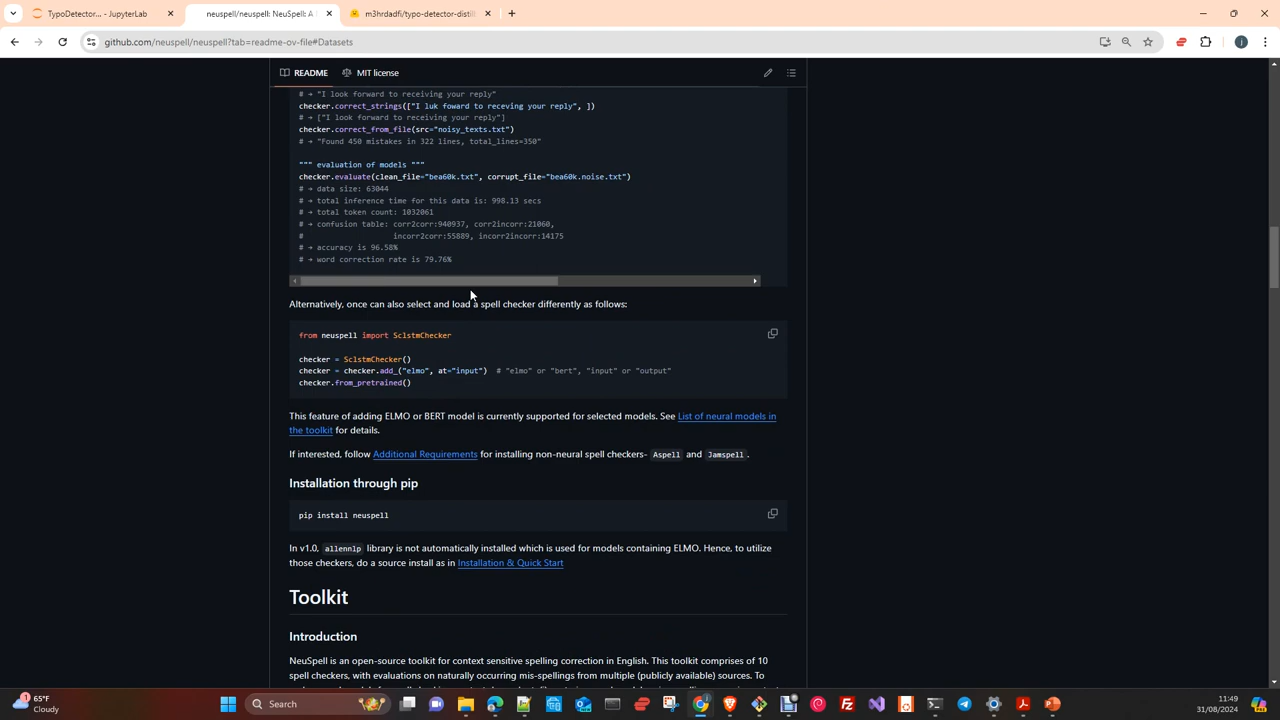 TypoDetector... - JupyterLab
neuspell/neuspell: NeuSpell: A
m3hrdadfi/typo-detector-distil
github.com/neuspell/neuspell?tab=readme-ov-file#Datasets
README
MIT license
# → "I look forward to receiving your reply"
checker.correct_strings(["I luk foward to receving your reply", ])
# → ["I look forward to receiving your reply"]
checker.correct_from_file(src="noisy_texts.txt")
# → "Found 450 mistakes in 322 lines, total_lines=350"
""" evaluation of models """
checker.evaluate(clean_file="bea60k.txt", corrupt_file="bea60k.noise.txt")
# → data size: 63044
# → total inference time for this data is: 998.13 secs
# → total token count: 1032061
# → confusion table: corr2corr:940937, corr2incorr:21060,
# incorr2corr:55889, incorr2incorr:14175
# → accuracy is 96.58%
# → word correction rate is 79.76%
Alternatively, once can also select and load a spell checker differently as follows:
from neuspell import SclstmChecker
checker = SclstmChecker()
checker = checker.add_("elmo", at="input") # "elmo" or "bert", "input" or "output"
checker.from_pretrained()
This feature of adding ELMO or BERT model is currently supported for selected models. See List of neural models in
the toolkit for details.
If interested, follow Additional Requirements for installing non-neural spell checkers- Aspell and Jamspell.
Installation through pip
pip install neuspell
In v1.0, allennlp library is not automatically installed which is used for models containing ELMO. Hence, to utilize
those checkers, do a source install as in Installation & Quick Start
Toolkit
Introduction
NeuSpell is an open-source toolkit for context sensitive spelling correction in English. This toolkit comprises of 10
spell checkers, with evaluations on naturally occurring mis-spellings from multiple (publicly available) sources. To
65°F
Cloudy
Search
11:49
31/08/2024